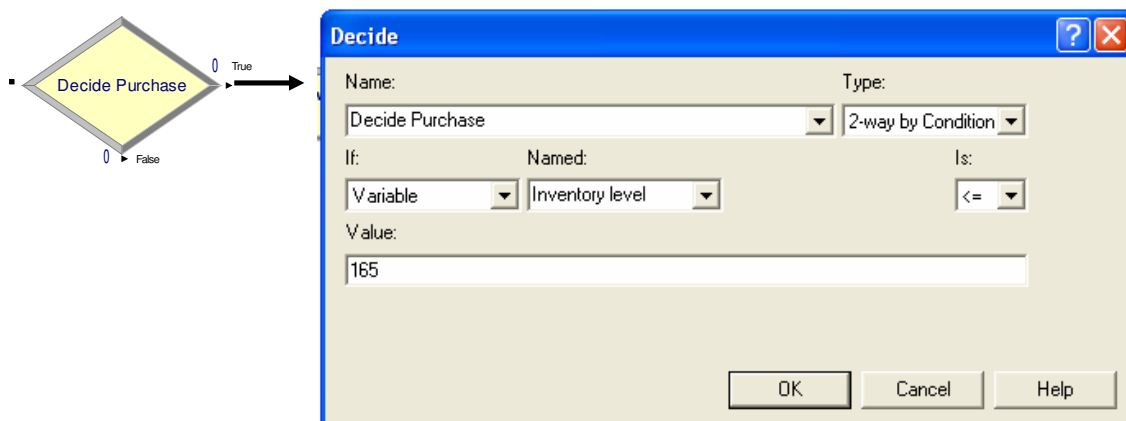 Decide Purchase
0 True
0 False
Decide
Name: Type:
Decide Purchase 2-way by Condition
If: Named: Is:
Variable Inventory level <=
Value:
165
OK Cancel Help